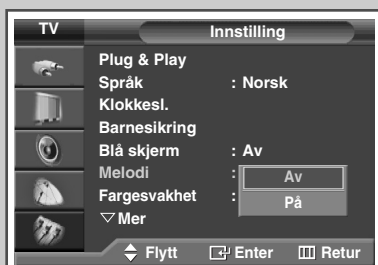 TV Innstilling
Plug & Play
Språk : Norsk
Klokkesl.
Barnesikring
Blå skjerm : Av
Melodi : Av
Fargesvakhet : På
▽Mer
Flytt Enter Retur